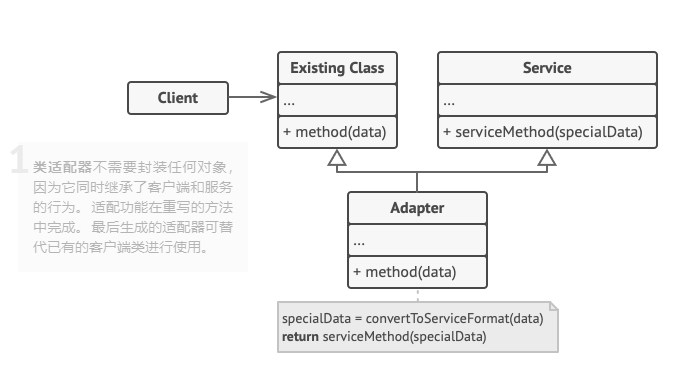 Existing Class
...
+ method(data)
Service
...
+ serviceMethod(specialData)
Client
1
类适配器不需要封装任何对象，
因为它同时继承了客户端和服务
的行为。适配功能在重写的方法
中完成。最后生成的适配器可替
代已有的客户端类进行使用。
Adapter
...
+ method(data)
specialData = convertToServiceFormat(data)
return serviceMethod(specialData)